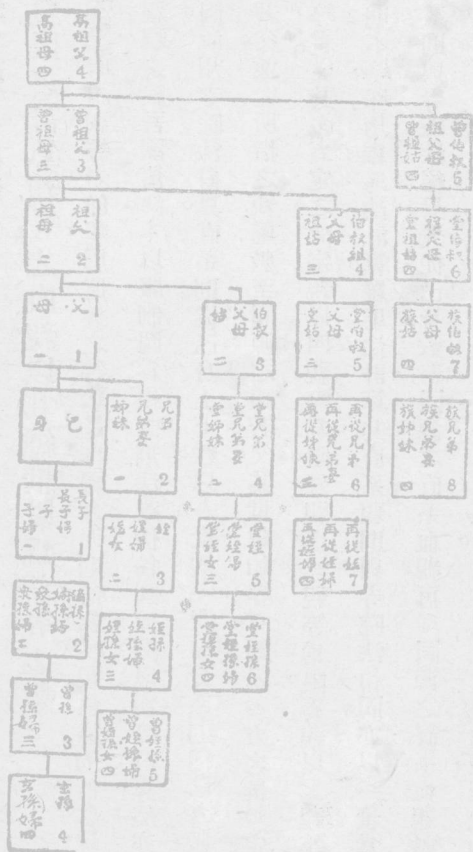 高祖父 4
高祖母 四
曾祖父 3
曾祖母 三
祖父 2
祖母 二
父 1
母 一
己
身
長子 1
長子婦
子
子婦 一
嫡孫 2
嫡孫婦
衆孫
衆孫婦 二
曾孫 3
曾孫婦 三
玄孫 4
玄孫婦 四
兄弟 2
兄弟妻
姉妹 一
姪 3
姪婦
姪女 二
姪孫 4
姪孫婦
姪孫女 三
曾姪孫 5
曾姪孫婦
曾姪孫女 四
伯叔 3
父母
姑 二
堂兄弟 4
堂兄弟妻
堂姉妹 二
堂姪 5
堂姪婦
堂姪女 三
堂姪孫 6
堂姪孫婦
堂姪孫女 四
伯叔祖 4
父母
祖姑 三
堂伯叔 5
父母
堂姑 三
再從兄弟 6
再從兄弟妻
再從姉妹 三
再從姪 7
再從姪婦
四
曾伯叔 5
祖父母
曾祖姑 四
堂伯叔 6
祖父母
堂祖姑 四
族伯叔 7
父母
族姑 四
族兄弟 8
族兄弟妻
族姉妹 四